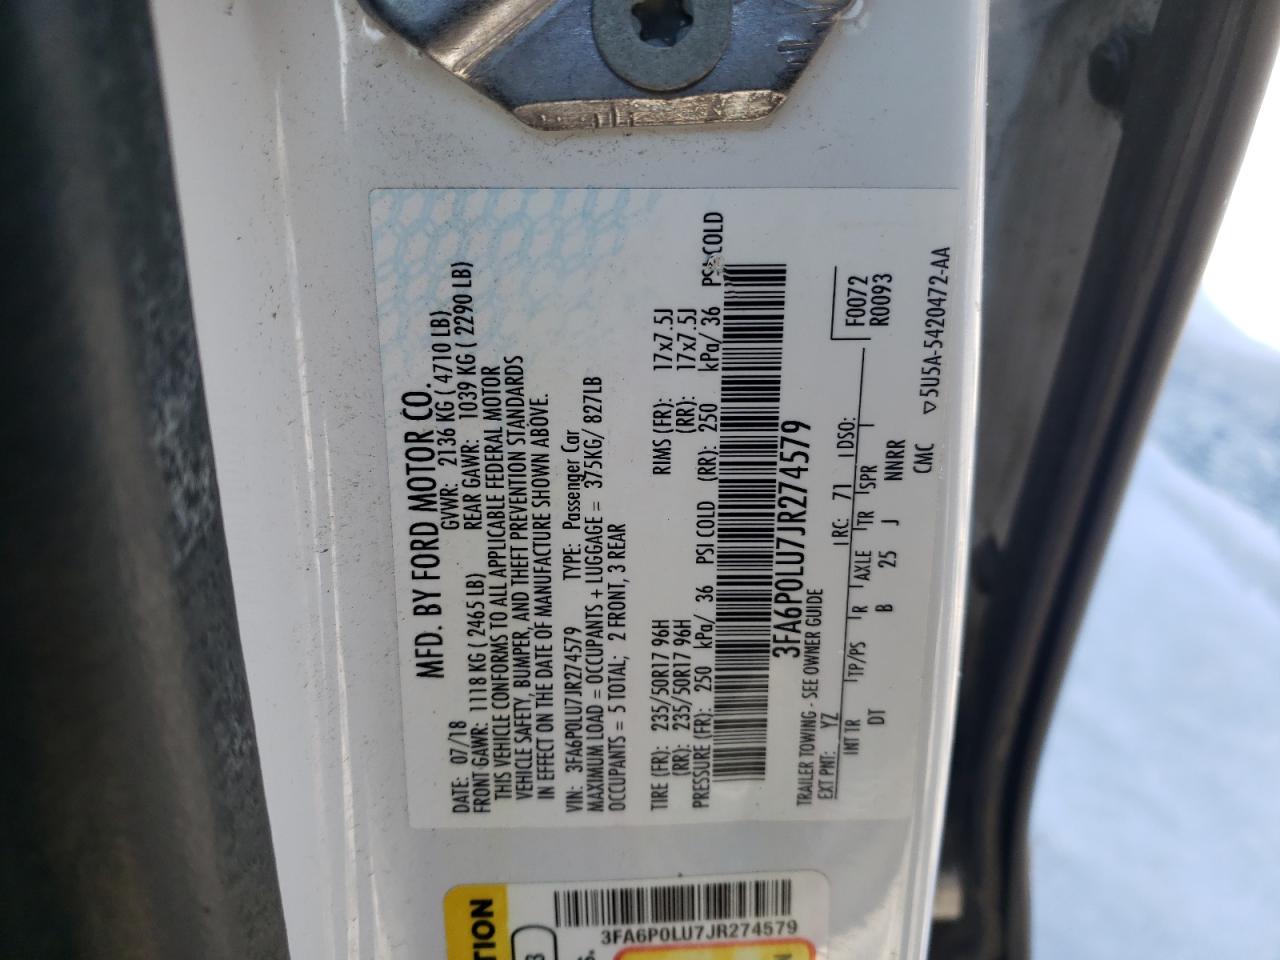 MFD. BY FORD MOTOR CO.
DATE: 07/18 GVWR: 2136 KG ( 4710 LB)
FRONT GAWR: 1118 KG ( 2465 LB) REAR GAWR: 1039 KG ( 2290 LB)
THIS VEHICLE CONFORMS TO ALL APPLICABLE FEDERAL MOTOR
VEHICLE SAFETY, BUMPER, AND THEFT PREVENTION STANDARDS
IN EFFECT ON THE DATE OF MANUFACTURE SHOWN ABOVE.
VIN: 3FA6P0LU7JR274579 TYPE: Passenger Car
MAXIMUM LOAD = OCCUPANTS + LUGGAGE = 375KG/ 827LB
OCCUPANTS = 5 TOTAL; 2 FRONT, 3 REAR
TIRE (FR): 235/50R17 96H RIMS (FR): 17x7.5J
(RR): 235/50R17 96H (RR): 17x7.5J
PRESSURE (FR): 250 kPa/ 36 PSI COLD (RR): 250 kPa/ 36 PSI COLD
3FA6P0LU7JR274579
TRAILER TOWING - SEE OWNER GUIDE
EXT PNT: YZ RC: 71 DSO:
F0072
R0093
INT TR TP/PS R AXLE TR SPR
DT B 25 J NNRR
CMC ▽5U5A-5420472-AA
TION
3FA6P0LU7JR274579